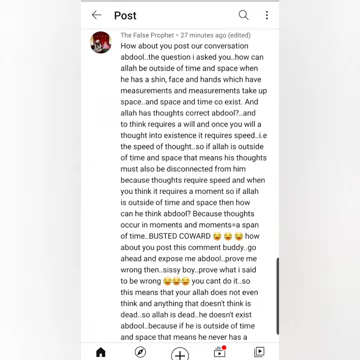 Post
The False Prophet • 27 minutes ago (edited)
How about you post our conversation
abdool..the question i asked you..how can
allah be outside of time and space when
he has a shin, face and hands which have
measurements and measurements take up
space..and space and time co exist. And
allah has thoughts correct abdool?..and
to think requires a will and once you will a
thought into existence it requires speed..i.e
the speed of thought..so if allah is outside
of time and space that means his thoughts
must also be disconnected from him
because thoughts require speed and when
you think it requires a moment so if allah
is outside of time and space then how
can he think abdool? Because thoughts
occur in moments and moments=a span
of time..BUSTED COWARD 😂 😂 😂 how
about you post this comment buddy..go
ahead and expose me abdool..prove me
wrong then..sissy boy..prove what i said
to be wrong 😂😂😂 you cant do it..so
this means that your allah does not even
think and anything that doesn't think is
dead..so allah is dead..he doesn't exist
abdool..because if he is outside of time
and space that means he never has a